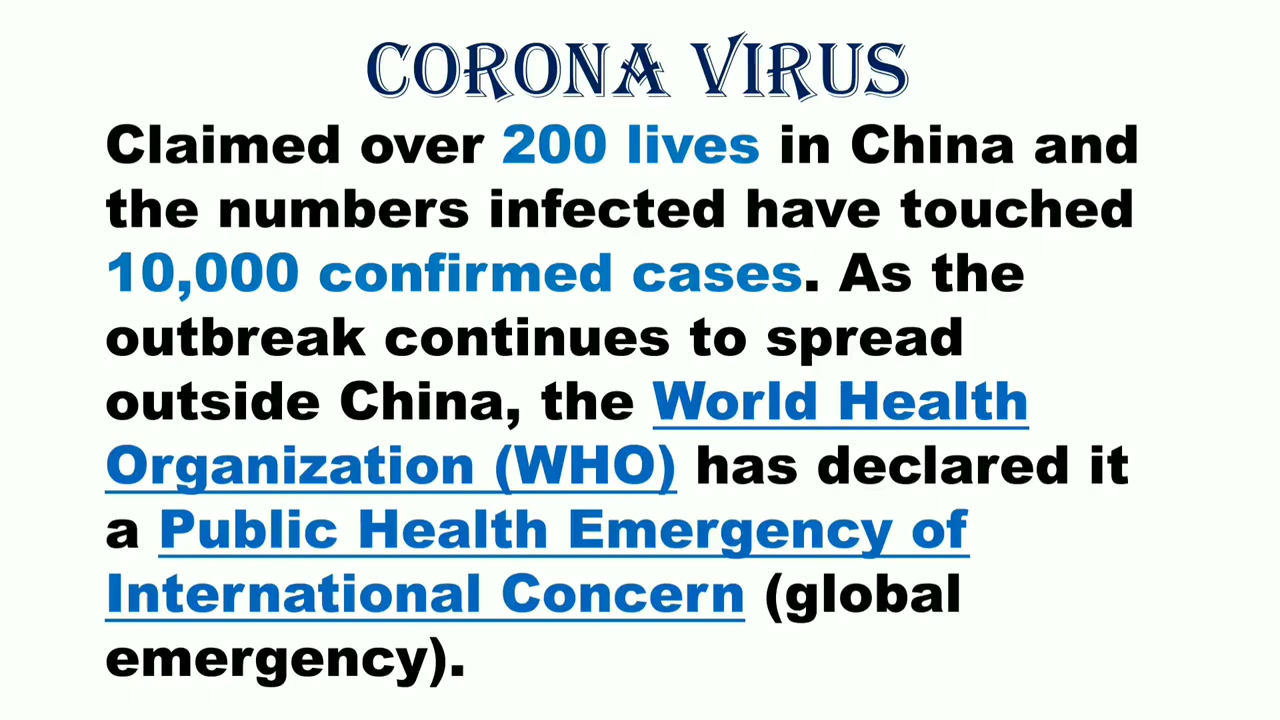 CORONA VIRUS
Claimed over 200 lives in China and
the numbers infected have touched
10,000 confirmed cases. As the
outbreak continues to spread
outside China, the World Health
Organization (WHO) has declared it
a Public Health Emergency of
International Concern (global
emergency).